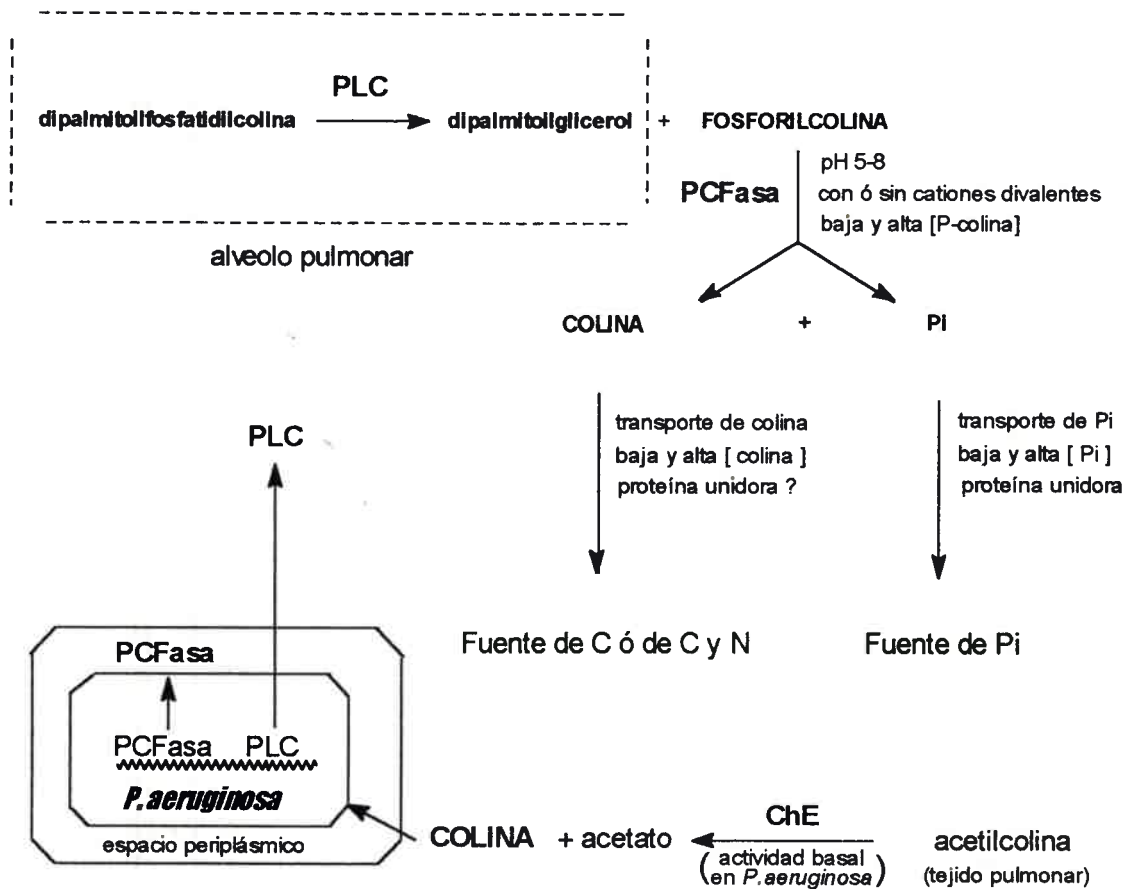 PLC
dipalmitoilfosfatidilcolina dipalmitoilglicerol + FOSFORILCOLINA
alveolo pulmonar
PCFasa
pH 5-8
con ó sin cationes divalentes
baja y alta [P-colina]
COLINA + Pi
transporte de colina
baja y alta [ colina ]
proteína unidora ?
transporte de Pi
baja y alta [ Pi ]
proteína unidora
Fuente de C ó de C y N
Fuente de Pi
PLC
PCFasa
PCFasa PLC
P.aeruginosa
espacio periplásmico
COLINA + acetato
ChE
(actividad basal
en P.aeruginosa)
acetilcolina
(tejido pulmonar)